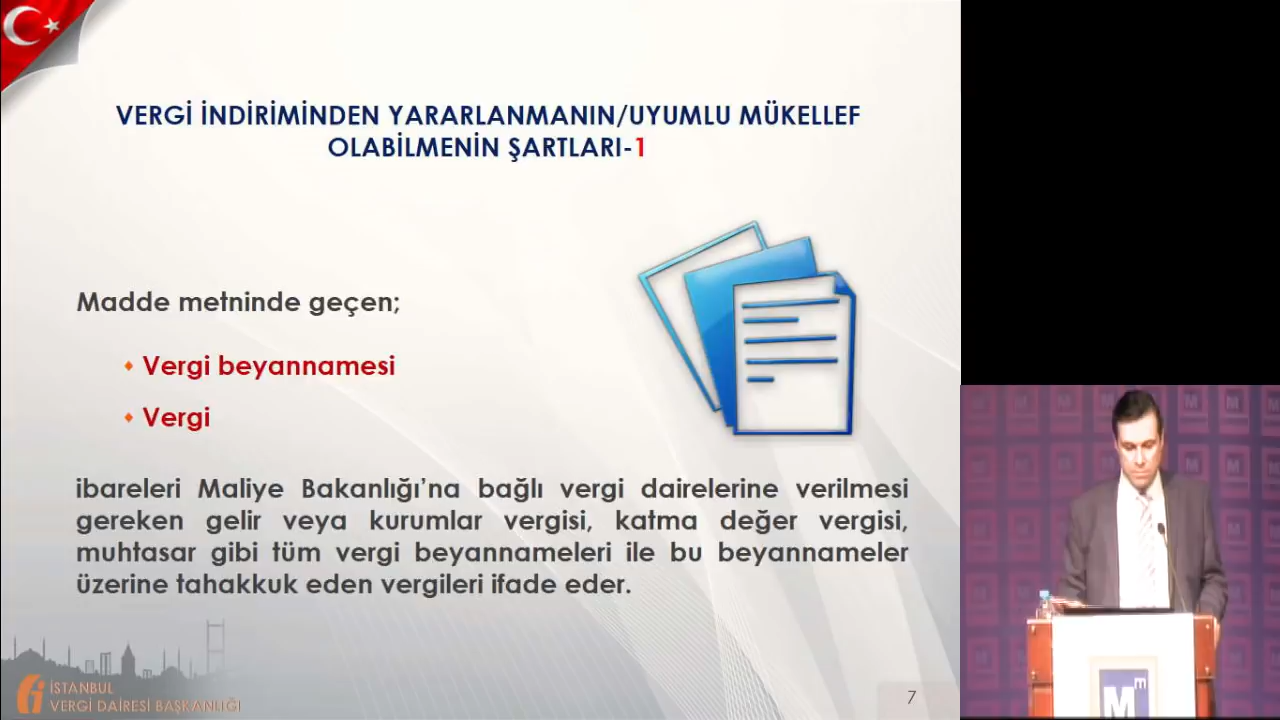 VERGİ İNDİRİMİNDEN YARARLANMANIN/UYUMLU MÜKELLEF
OLABİLMENİN ŞARTLARI-1
Madde metninde geçen;
Vergi beyannamesi
Vergi
ibareleri Maliye Bakanlığı’na bağlı vergi dairelerine verilmesi
gereken gelir veya kurumlar vergisi, katma değer vergisi,
muhtasar gibi tüm vergi beyannameleri ile bu beyannameler
üzerine tahakkuk eden vergileri ifade eder.
İSTANBUL
VERGİ DAİRESİ BAŞKANLIĞI
7
Mm